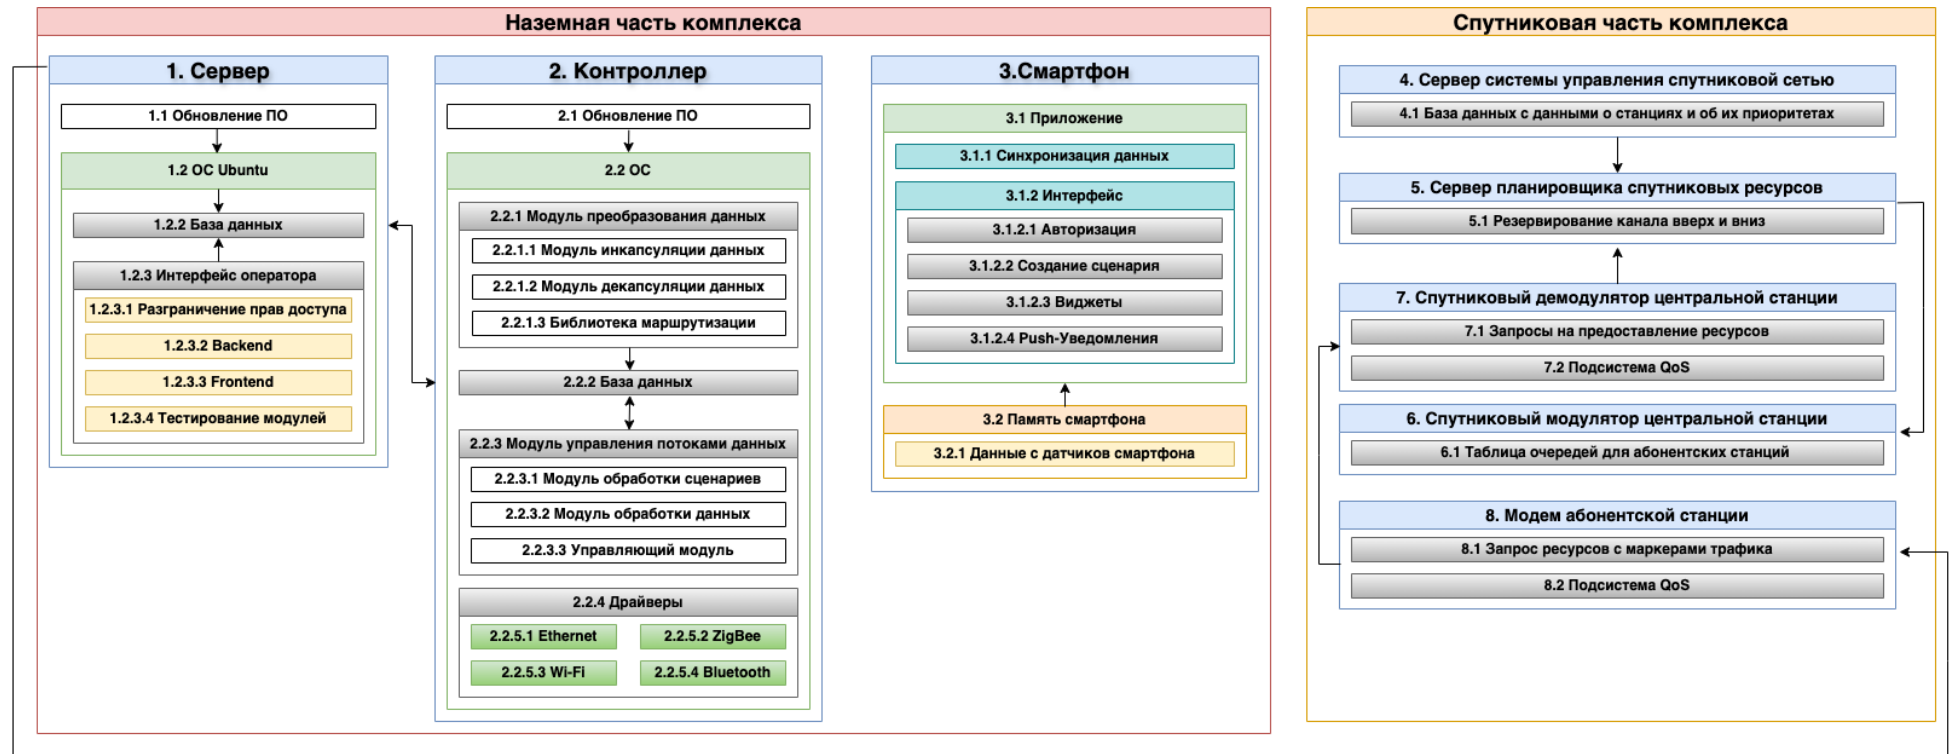 Наземная часть комплекса
1. Сервер
1.1 Обновление ПО
1.2 ОС Ubuntu
1.2.2 База данных
1.2.3 Интерфейс оператора
1.2.3.1 Разграничение прав доступа
1.2.3.2 Backend
1.2.3.3 Frontend
1.2.3.4 Тестирование модулей
2. Контроллер
2.1 Обновление ПО
2.2 ОС
2.2.1 Модуль преобразования данных
2.2.1.1 Модуль инкапсуляции данных
2.2.1.2 Модуль декапсуляции данных
2.2.1.3 Библиотека маршрутизации
2.2.2 База данных
2.2.3 Модуль управления потоками данных
2.2.3.1 Модуль обработки сценариев
2.2.3.2 Модуль обработки данных
2.2.3.3 Управляющий модуль
2.2.4 Драйверы
2.2.5.1 Ethernet
2.2.5.2 ZigBee
2.2.5.3 Wi-Fi
2.2.5.4 Bluetooth
3.Смартфон
3.1 Приложение
3.1.1 Синхронизация данных
3.1.2 Интерфейс
3.1.2.1 Авторизация
3.1.2.2 Создание сценария
3.1.2.3 Виджеты
3.1.2.4 Push-Уведомления
3.2 Память смартфона
3.2.1 Данные с датчиков смартфона
Спутниковая часть комплекса
4. Сервер системы управления спутниковой сетью
4.1 База данных с данными о станциях и об их приоритетах
5. Сервер планировщика спутниковых ресурсов
5.1 Резервирование канала вверх и вниз
7. Спутниковый демодулятор центральной станции
7.1 Запросы на предоставление ресурсов
7.2 Подсистема QoS
6. Спутниковый модулятор центральной станции
6.1 Таблица очередей для абонентских станций
8. Модем абонентской станции
8.1 Запрос ресурсов с маркерами трафика
8.2 Подсистема QoS